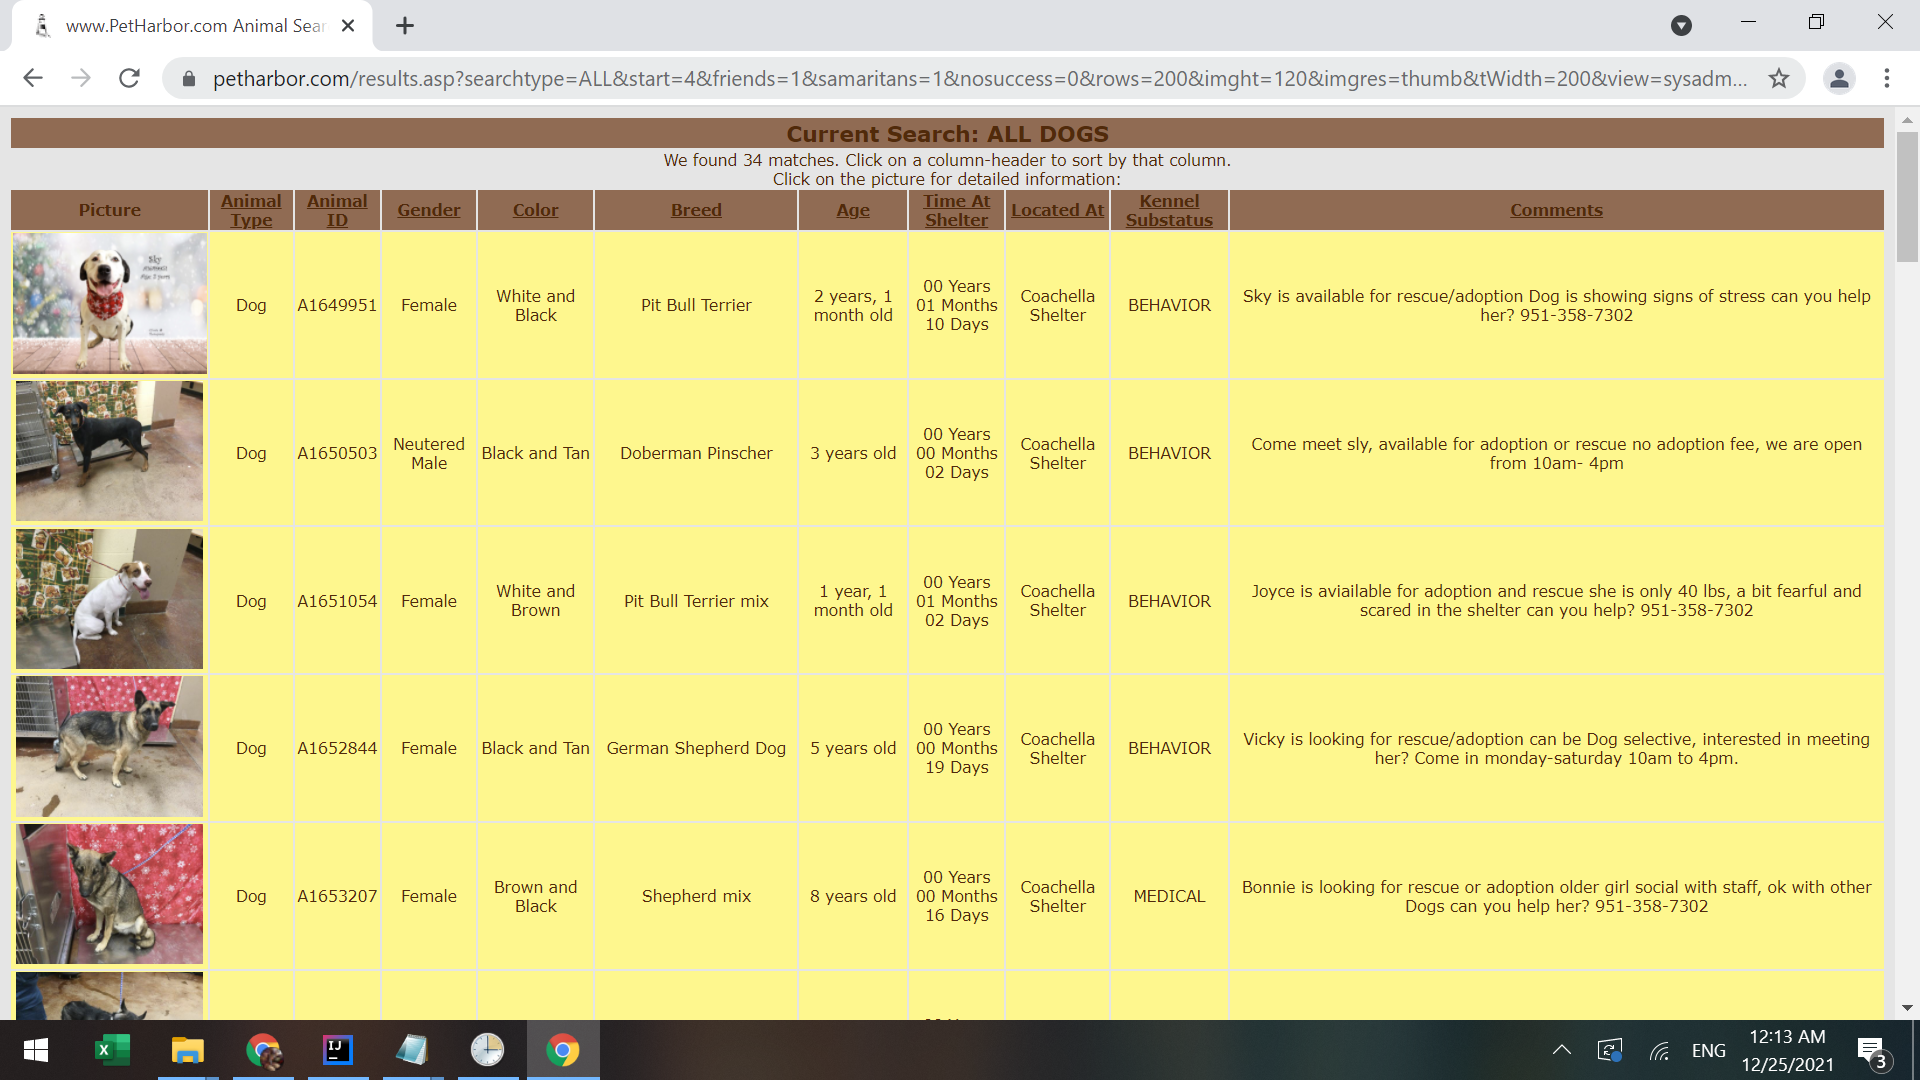 www.PetHarbor.com Animal Sear
petharbor.com/results.asp?searchtype=ALL&start=4&friends=1&samaritans=1&nosuccess=0&rows=200&imght=120&imgres=thumb&tWidth=200&view=sysadm...
Current Search: ALL DOGS
We found 34 matches. Click on a column-header to sort by that column.
Click on the picture for detailed information:
Picture
Animal
Type
Animal
ID
Gender
Color
Breed
Age
Time At
Shelter
Located At
Kennel
Substatus
Comments
Sky
Dog
A1649951
Female
White and
Black
Pit Bull Terrier
2 years, 1
month old
00 Years
01 Months
10 Days
Coachella
Shelter
BEHAVIOR
Sky is available for rescue/adoption Dog is showing signs of stress can you help
her? 951-358-7302
Dog
A1650503
Neutered
Male
Black and Tan
Doberman Pinscher
3 years old
00 Years
00 Months
02 Days
Coachella
Shelter
BEHAVIOR
Come meet sly, available for adoption or rescue no adoption fee, we are open
from 10am- 4pm
Dog
A1651054
Female
White and
Brown
Pit Bull Terrier mix
1 year, 1
month old
00 Years
01 Months
02 Days
Coachella
Shelter
BEHAVIOR
Joyce is avialable for adoption and rescue she is only 40 lbs, a bit fearful and
scared in the shelter can you help? 951-358-7302
Dog
A1652844
Female
Black and Tan
German Shepherd Dog
5 years old
00 Years
00 Months
19 Days
Coachella
Shelter
BEHAVIOR
Vicky is looking for rescue/adoption can be Dog selective, interested in meeting
her? Come in monday-saturday 10am to 4pm.
Dog
A1653207
Female
Brown and
Black
Shepherd mix
8 years old
00 Years
00 Months
16 Days
Coachella
Shelter
MEDICAL
Bonnie is looking for rescue or adoption older girl social with staff, ok with other
Dogs can you help her? 951-358-7302
IJ
ENG
12:13 AM
12/25/2021
3